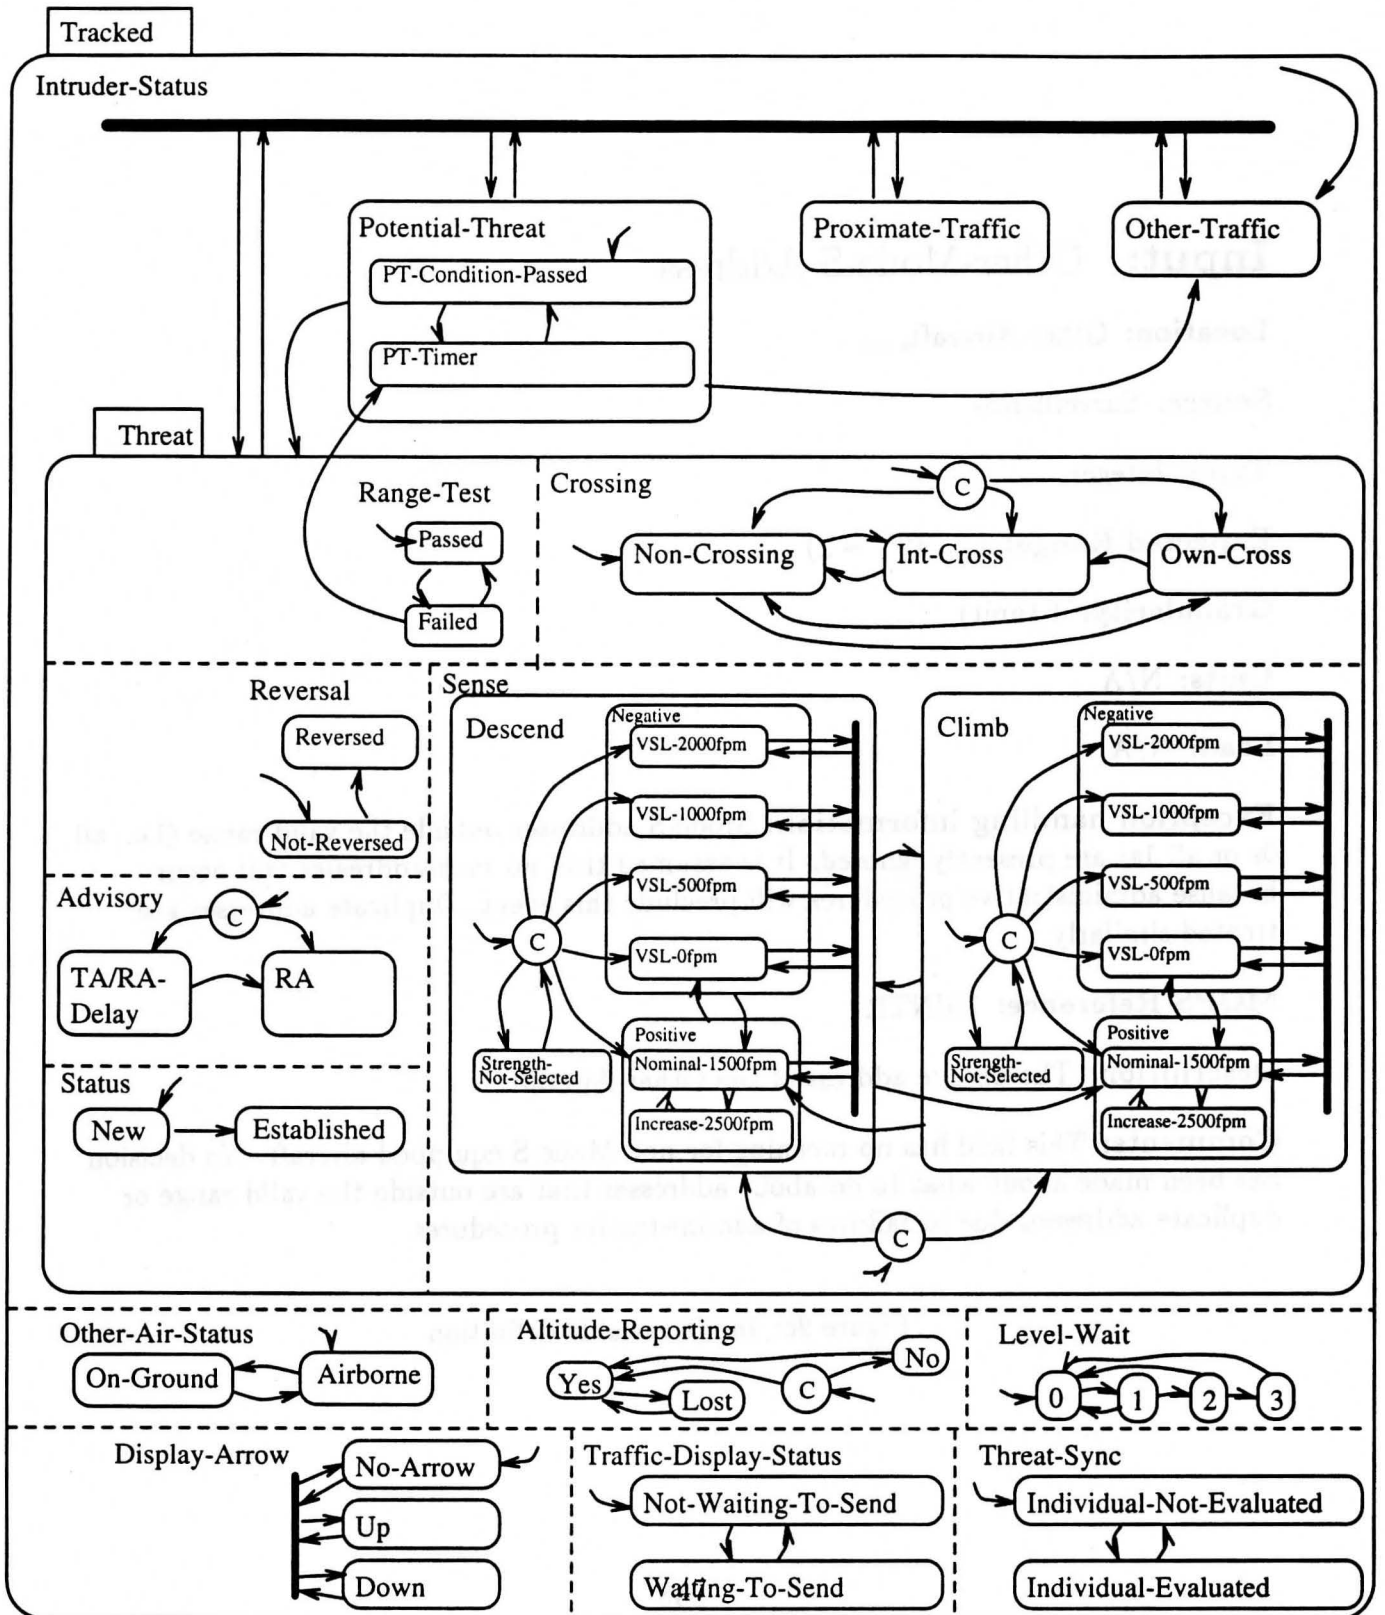 Tracked
Intruder-Status
Potential-Threat
PT-Condition-Passed
PT-Timer
Proximate-Traffic
Other-Traffic
Threat
Range-Test
Passed
Failed
Crossing
C
Non-Crossing
Int-Cross
Own-Cross
Reversal
Reversed
Not-Reversed
Advisory
C
TA/RA-
Delay
RA
Status
New
Established
Sense
Descend
Negative
VSL-2000fpm
VSL-1000fpm
VSL-500fpm
VSL-0fpm
C
Strength-
Not-Selected
Positive
Nominal-1500fpm
Increase-2500fpm
Climb
Negative
VSL-2000fpm
VSL-1000fpm
VSL-500fpm
VSL-0fpm
C
Strength-
Not-Selected
Positive
Nominal-1500fpm
Increase-2500fpm
C
Other-Air-Status
On-Ground
Airborne
Altitude-Reporting
Yes
Lost
C
No
Level-Wait
0
1
2
3
Display-Arrow
No-Arrow
Up
Down
Traffic-Display-Status
Not-Waiting-To-Send
Waiting-To-Send
47
Threat-Sync
Individual-Not-Evaluated
Individual-Evaluated